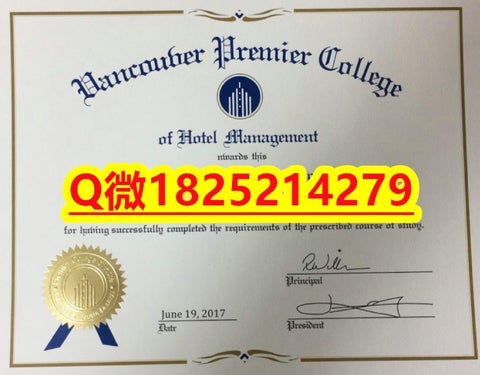 Vancouver Premier College
of Hotel Management
awards this
Q微1825214279
for having successfully completed the requirements of the prescribed course of study.
Principal
June 19, 2017
Date
President